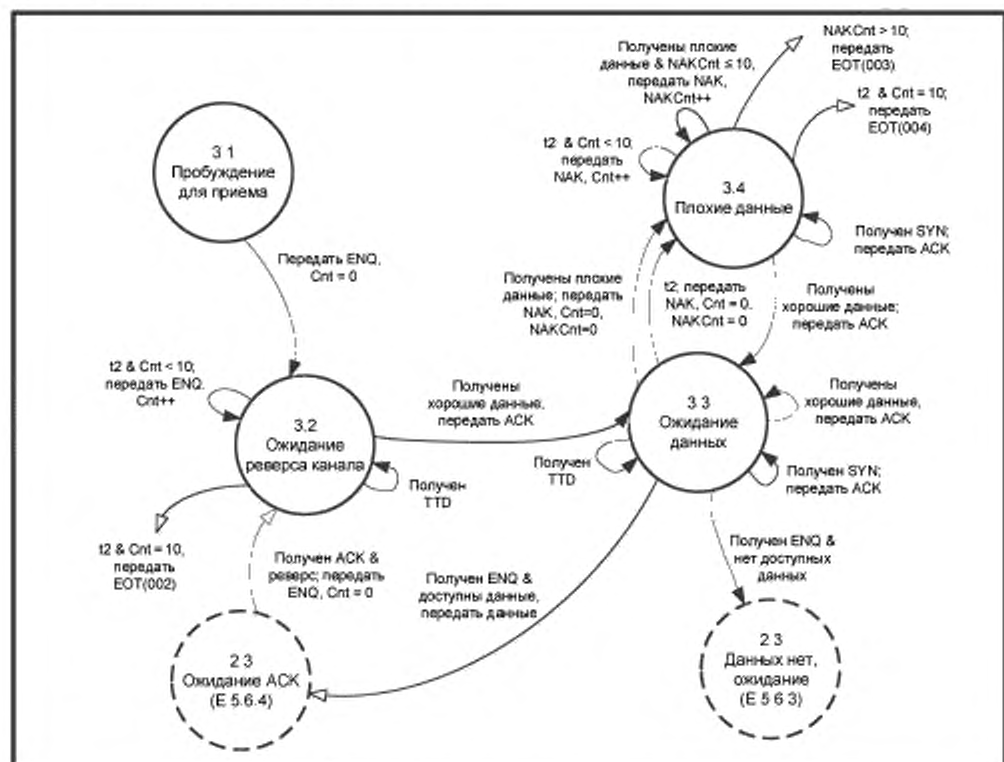 NAKCnt > 10;
передать
EOT(003)
Получены плохие
данные & NAKCnt ≤ 10,
передать NAK,
NAKCnt++
t2 & Cnt = 10;
передать
EOT(004)
t2 & Cnt < 10;
передать
NAK, Cnt++
3 1
Пробуждение
для приема
3.4
Плохие данные
Получен SYN;
передать ACK
Передать ENQ,
Cnt = 0
Получены плохие
данные; передать
NAK, Cnt=0,
NAKCnt=0
t2; передать
NAK, Cnt = 0.
NAKCnt = 0
Получены
хорошие данные;
передать ACK
t2 & Cnt < 10;
передать ENQ.
Cnt++
Получены
хорошие данные,
передать ACK
3.2
Ожидание
реверса канала
3 3
Ожидание
данных
Получены
хорошие данные,
передать ACK
Получен
TTD
Получен
TTD
Получен SYN;
передать ACK
t2 & Cnt = 10,
передать
EOT(002)
Получен ACK &
реверс; передать
ENQ, Cnt = 0
Получен ENQ &
доступны данные,
передать данные
Получен ENQ &
нет доступных
данных
2 3
Ожидание ACK
(E 5.6.4)
2 3
Данных нет,
ожидание
(E 5 6 3)